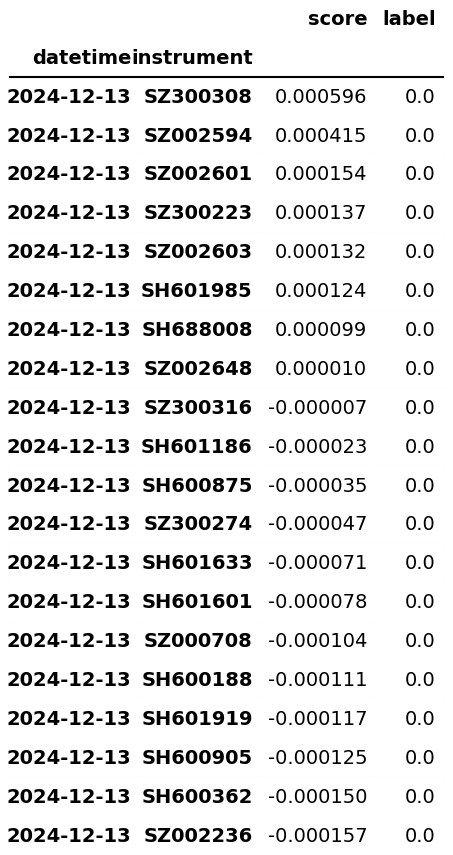 score label
datetime instrument
2024-12-13 SZ300308 0.000596 0.0
2024-12-13 SZ002594 0.000415 0.0
2024-12-13 SZ002601 0.000154 0.0
2024-12-13 SZ300223 0.000137 0.0
2024-12-13 SZ002603 0.000132 0.0
2024-12-13 SH601985 0.000124 0.0
2024-12-13 SH688008 0.000099 0.0
2024-12-13 SZ002648 0.000010 0.0
2024-12-13 SZ300316 -0.000007 0.0
2024-12-13 SH601186 -0.000023 0.0
2024-12-13 SH600875 -0.000035 0.0
2024-12-13 SZ300274 -0.000047 0.0
2024-12-13 SH601633 -0.000071 0.0
2024-12-13 SH601601 -0.000078 0.0
2024-12-13 SZ000708 -0.000104 0.0
2024-12-13 SH600188 -0.000111 0.0
2024-12-13 SH601919 -0.000117 0.0
2024-12-13 SH600905 -0.000125 0.0
2024-12-13 SH600362 -0.000150 0.0
2024-12-13 SZ002236 -0.000157 0.0